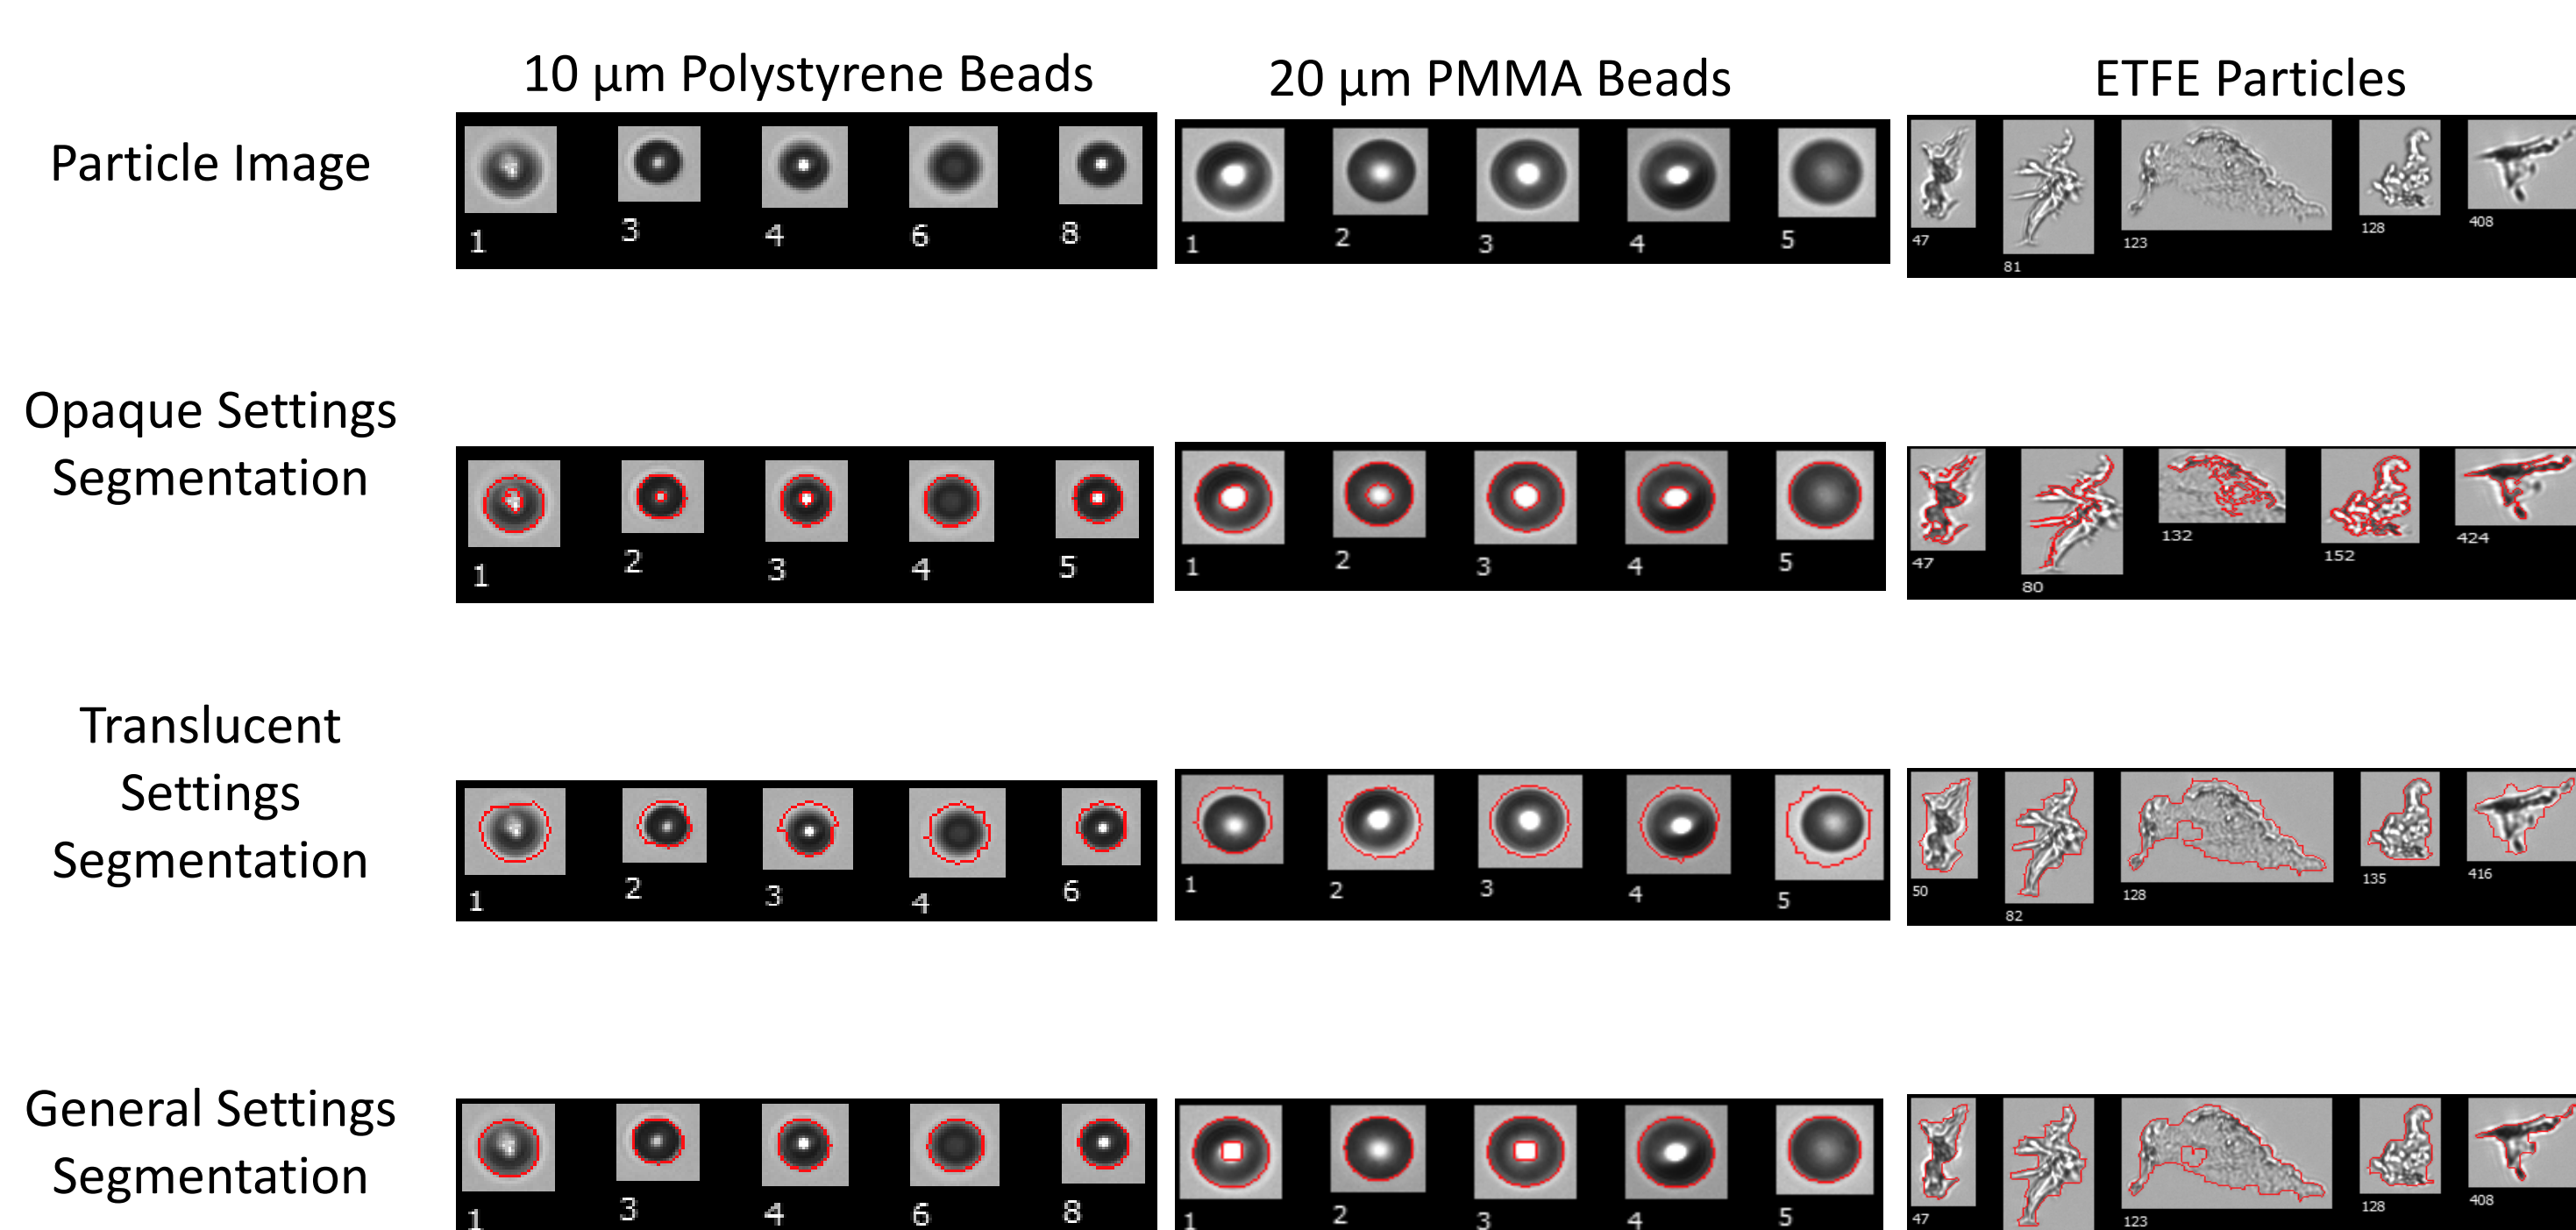 10 μm Polystyrene Beads
20 μm PMMA Beads
ETFE Particles
Particle Image
1 3 4 6 8
1 2 3 4 5
47 81 123 128 408
Opaque Settings
Segmentation
1 2 3 4 5
1 2 3 4 5
47 80 132 152 424
Translucent
Settings
Segmentation
1 2 3 4 6
1 2 3 4 5
50 82 128 135 416
General Settings
Segmentation
1 3 4 6 8
1 2 3 4 5
47 123 128 408